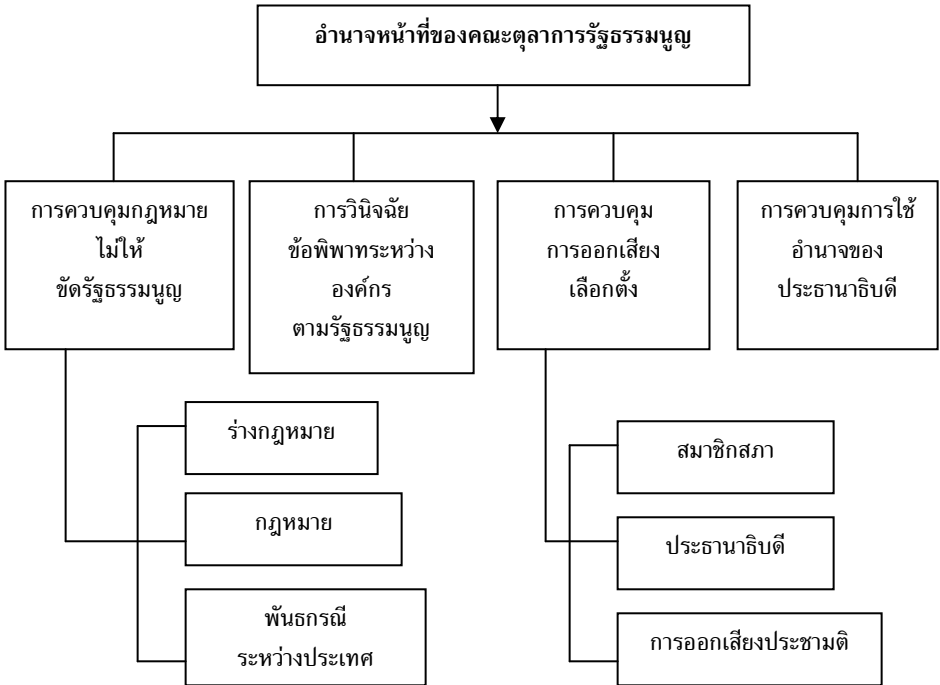 อำนาจหน้าที่ของคณะตุลาการรัฐธรรมนูญ
การควบคุมกฎหมาย
ไม่ให้
ขัดรัฐธรรมนูญ
การวินิจฉัย
ข้อพิพาทระหว่าง
องค์กร
ตามรัฐธรรมนูญ
การควบคุม
การออกเสียง
เลือกตั้ง
การควบคุมการใช้
อำนาจของ
ประธานาธิบดี
ร่างกฎหมาย
กฎหมาย
พันธกรณี
ระหว่างประเทศ
สมาชิกสภา
ประธานาธิบดี
การออกเสียงประชามติ